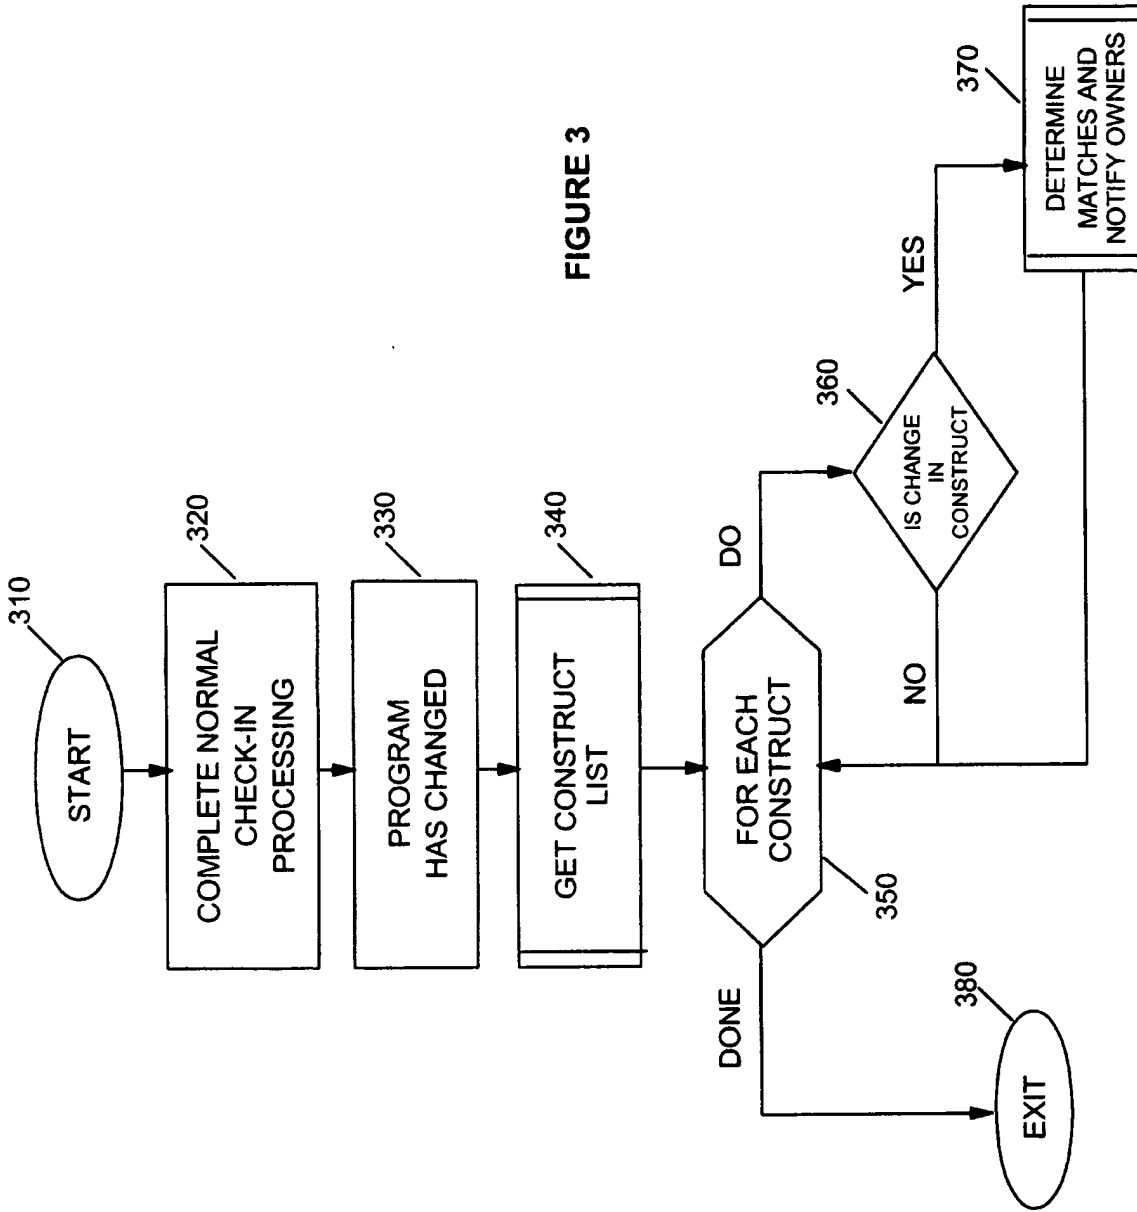 310
START
320
COMPLETE NORMAL
CHECK-IN
PROCESSING
330
PROGRAM
HAS CHANGED
340
GET CONSTRUCT
LIST
350
FOR EACH
CONSTRUCT
DO
DONE
360
IS CHANGE
IN
CONSTRUCT
NO
YES
370
DETERMINE
MATCHES AND
NOTIFY OWNERS
380
EXIT
FIGURE 3